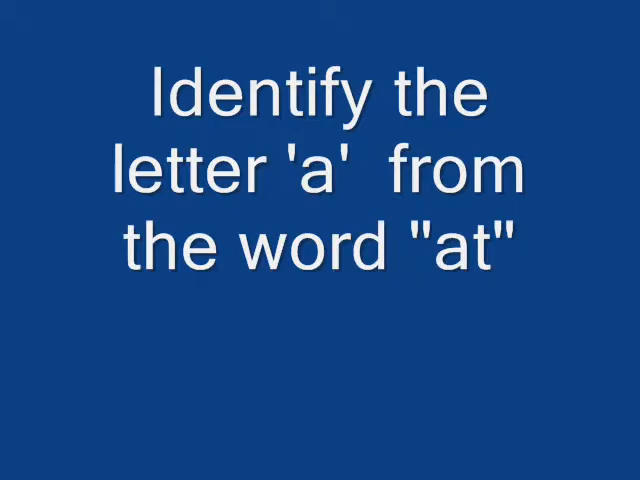 Identify the
letter 'a'  from
the word "at"